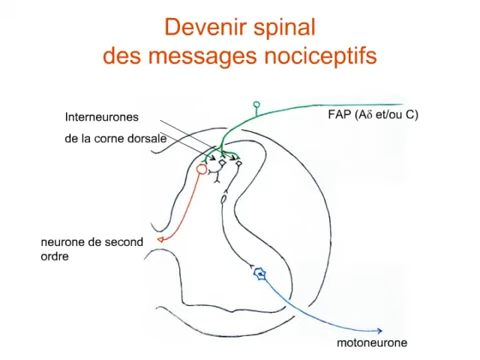 Devenir spinal
des messages nociceptifs
Interneurones
de la corne dorsale
FAP (Aδ et/ou C)
neurone de second
ordre
motoneurone